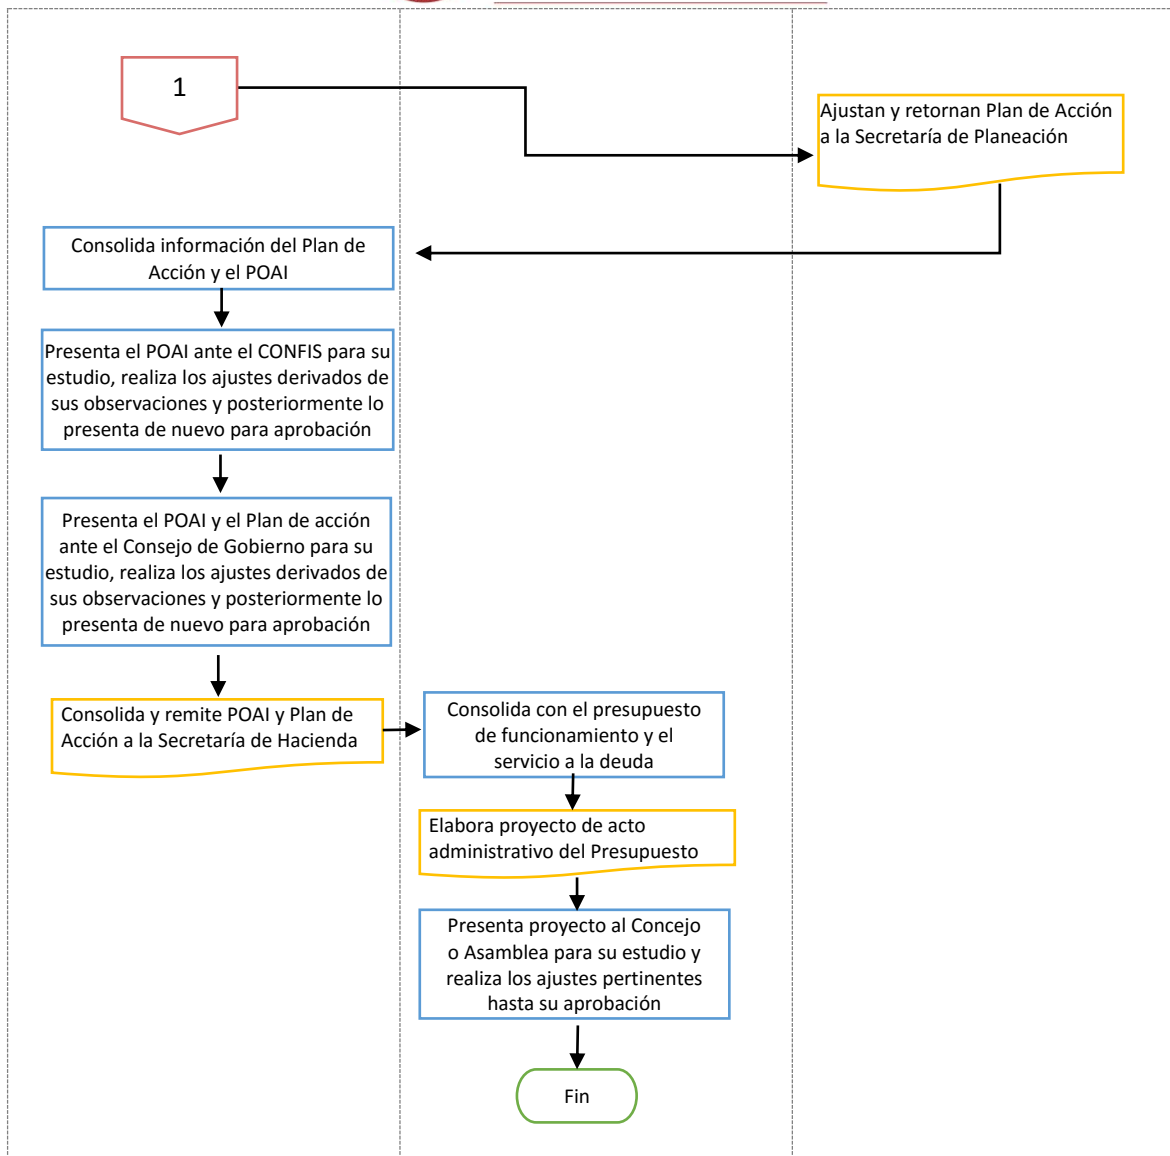 1
Ajustan y retornan Plan de Acción
a la Secretaría de Planeación
Consolida información del Plan de
Acción y el POAI
Presenta el POAI ante el CONFIS para su
estudio, realiza los ajustes derivados de
sus observaciones y posteriormente lo
presenta de nuevo para aprobación
Presenta el POAI y el Plan de acción
ante el Consejo de Gobierno para su
estudio, realiza los ajustes derivados de
sus observaciones y posteriormente lo
presenta de nuevo para aprobación
Consolida y remite POAI y Plan de
Acción a la Secretaría de Hacienda
Consolida con el presupuesto
de funcionamiento y el
servicio a la deuda
Elabora proyecto de acto
administrativo del Presupuesto
Presenta proyecto al Concejo
o Asamblea para su estudio y
realiza los ajustes pertinentes
hasta su aprobación
Fin